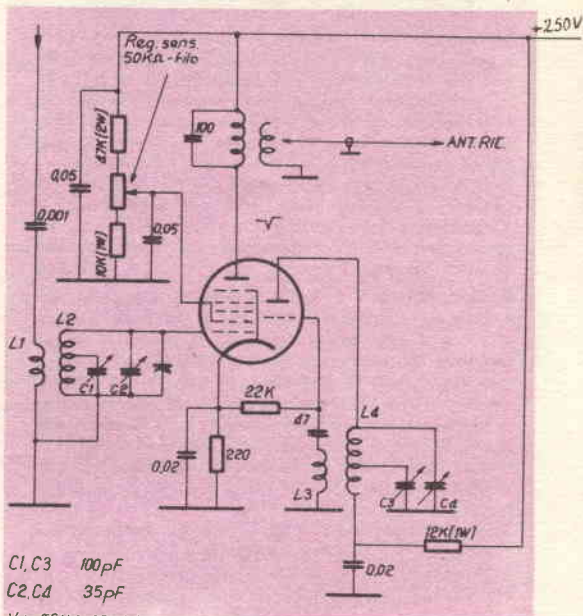 +250V
Reg. sens.
50KΩ-filo
47K(2W)
100
ANT. RIC.
0,05
0,001
0,05
10K(1W)
L1
L2
C1
C2
22K
47
L4
0,02
220
L3
C3
C4
12K(1W)
0,02
C1,C3 100pF
C2,C4 35pF